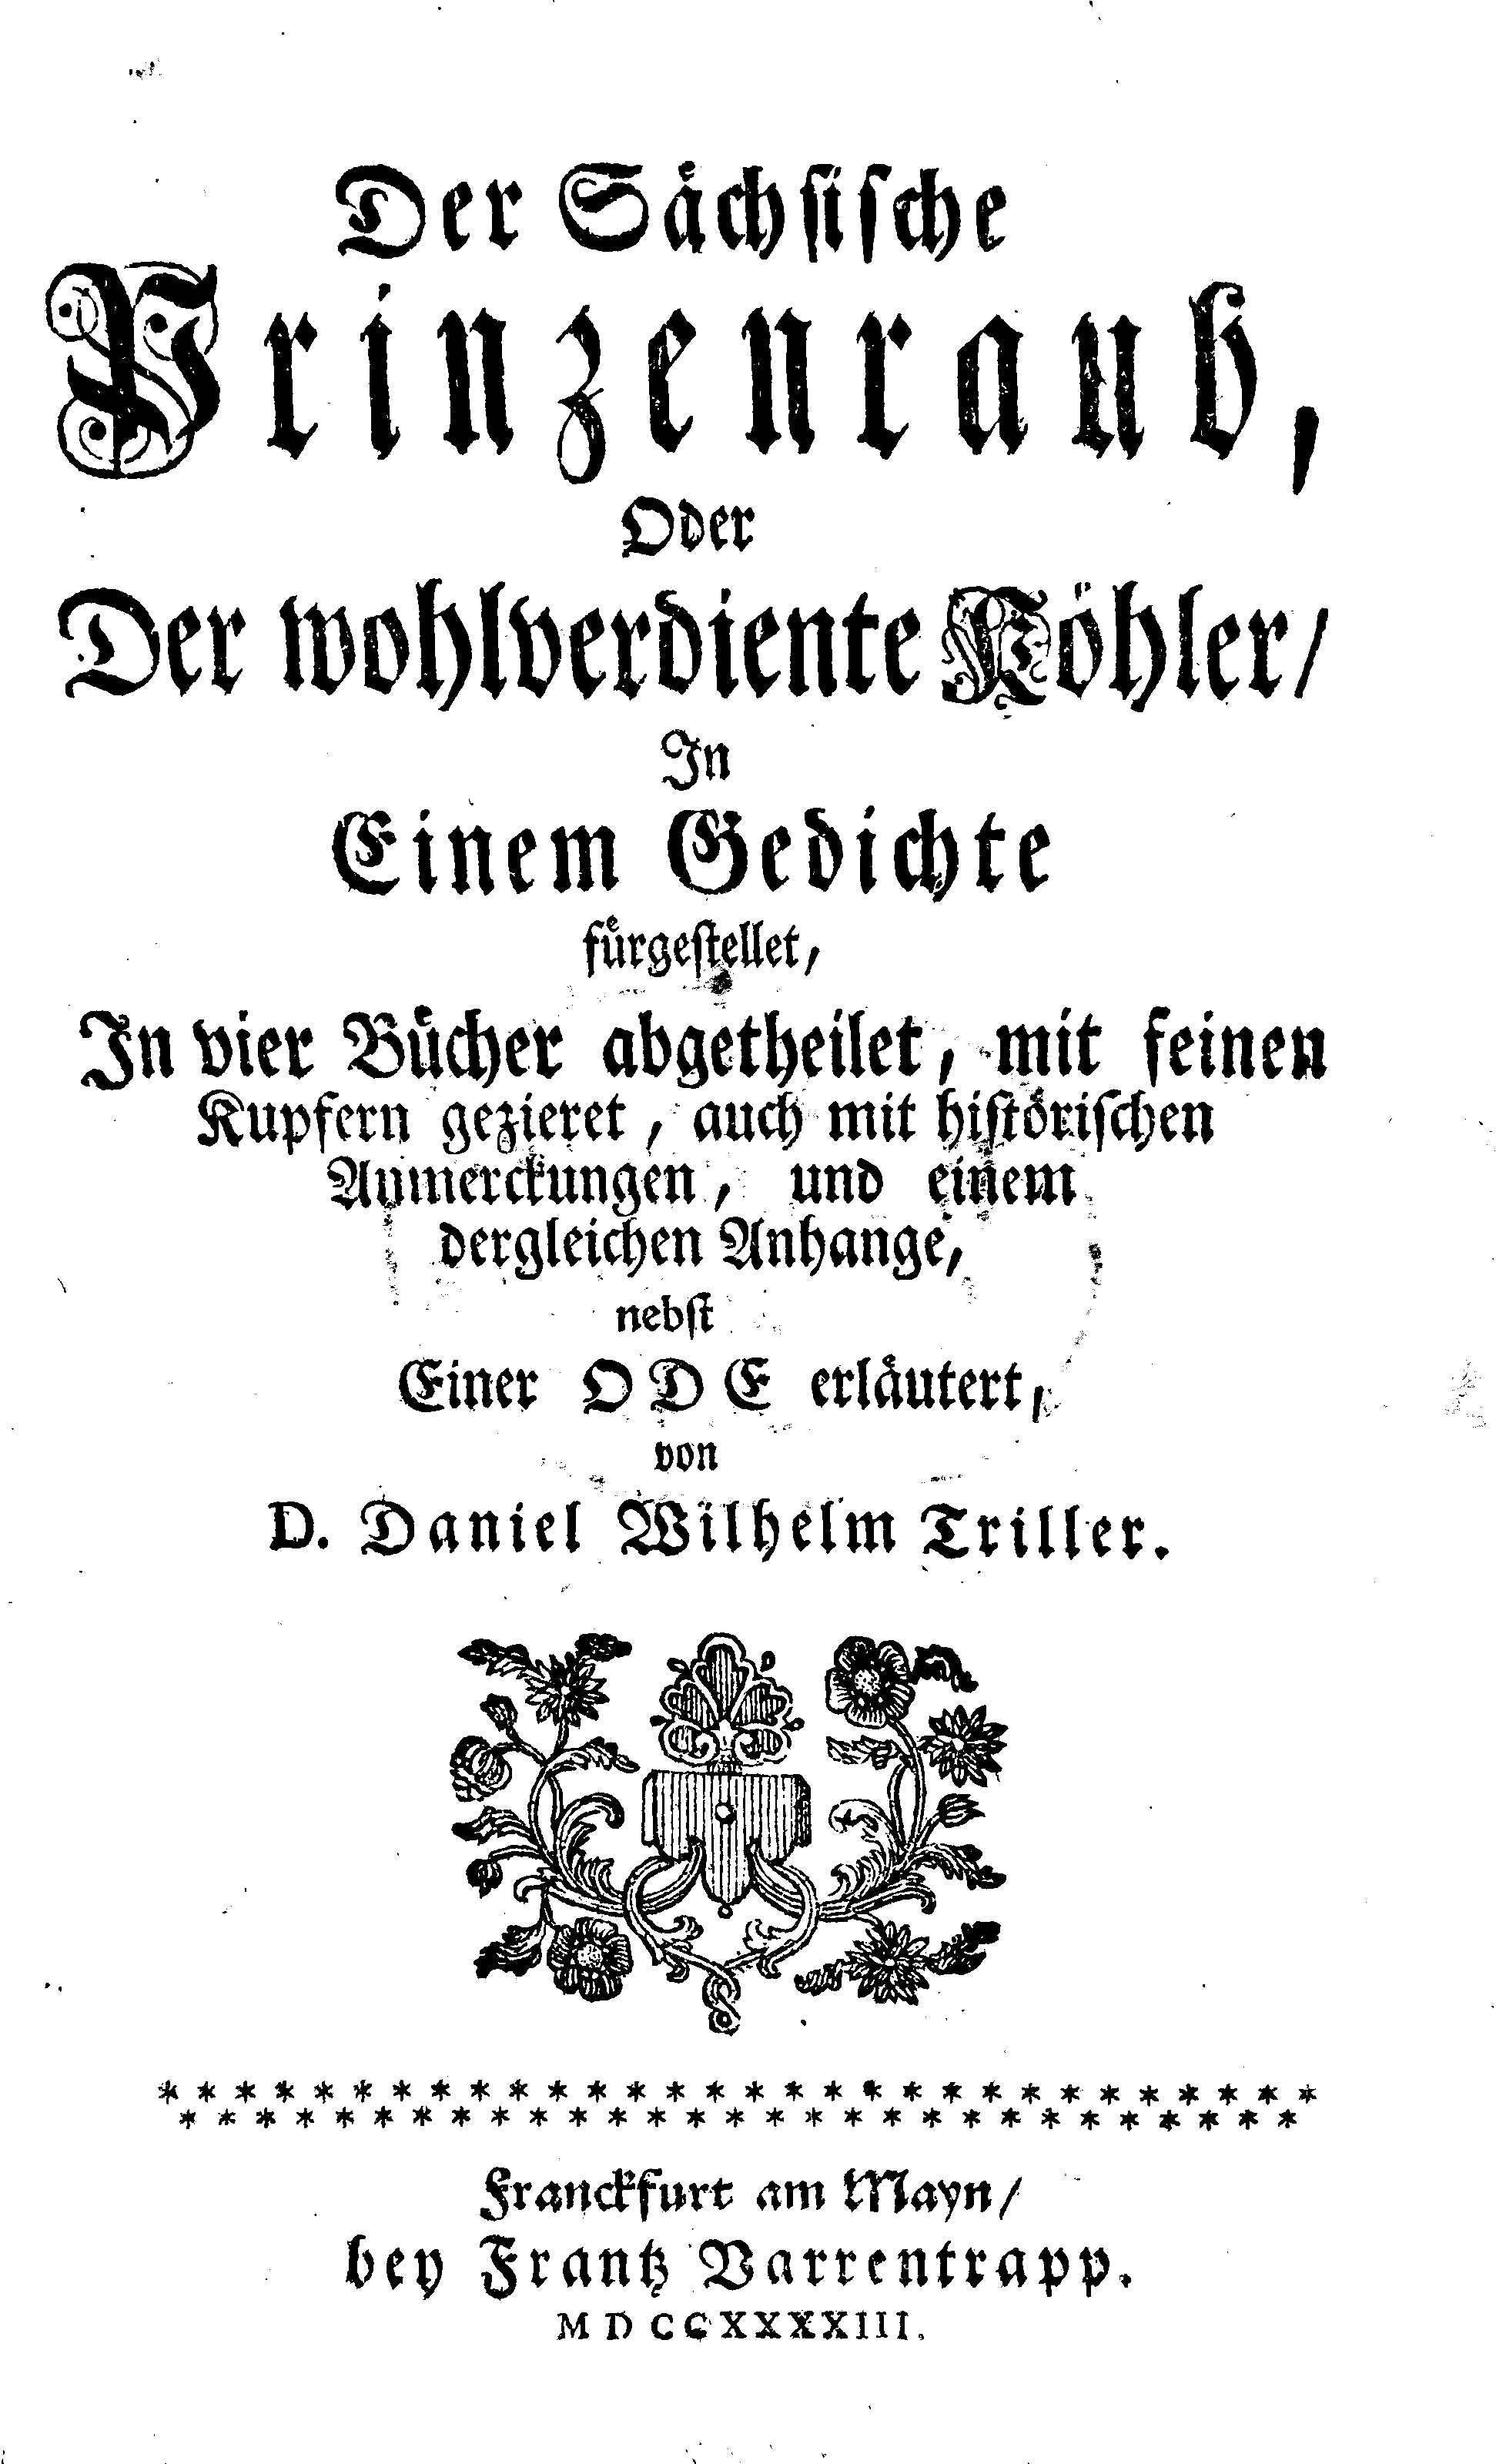 Der Sächsische
Prinzenraub,
Oder
Der wohlverdiente Köhler/
In
Einem Gedichte
fürgestellet,
In vier Bücher abgetheilet, mit feinen
Kupfern gezieret, auch mit histörischen
Anmerckungen, und einem
dergleichen Anhange,
nebst
Einer ODE erläutert,
von
D. Daniel Wilhelm Triller.
* * * * * * * * * * * * * * * * * * * * * * * * * * * * * *
* * * * * * * * * * * * * * * * * * * * * * * * * * * * *
Franckfurt am Mayn/
bey Frantz Varrentrapp.
MDCCXXXXIII.